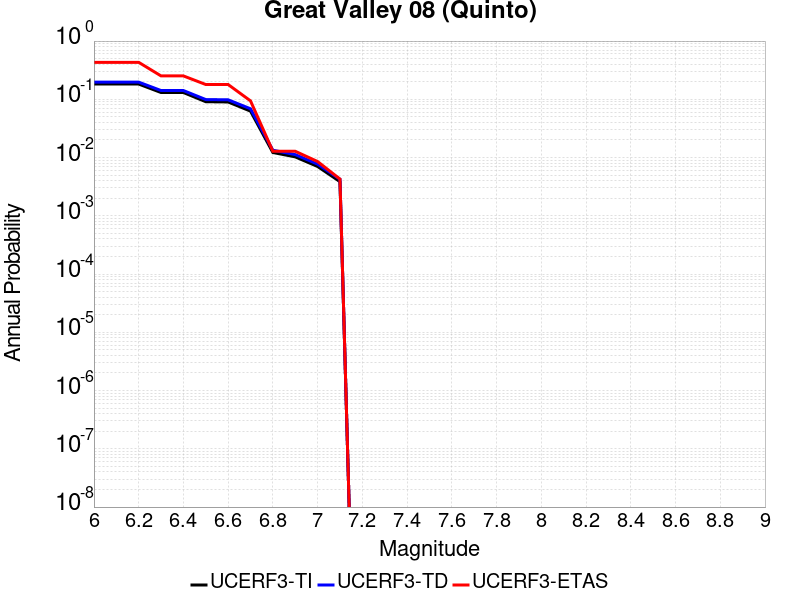 Great Valley 08 (Quinto)
10^0
10^-1
10^-2
10^-3
10^-4
10^-5
10^-6
10^-7
10^-8
Annual Probability
6 6.2 6.4 6.6 6.8 7 7.2 7.4 7.6 7.8 8 8.2 8.4 8.6 8.8 9
Magnitude
UCERF3-TI UCERF3-TD UCERF3-ETAS